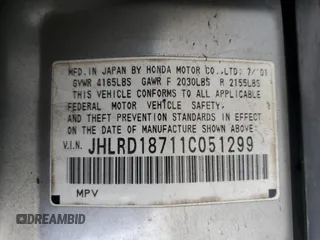 MFD.IN JAPAN BY HONDA MOTOR CO.,LTD. 7/01
GVWR 4165LBS GAWR F 2030LBS R 2155LBS
THIS VEHICLE CONFORMS TO ALL APPLICABLE
FEDERAL MOTOR VEHICLE SAFETY,
AND THEFT PREVENTION STANDARDS IN EFFECT
ON THE DATE OF MANUFACTURE SHOWN ABOVE.
V.I.N. JHLRD18711C051299
MPV
DREAMBID